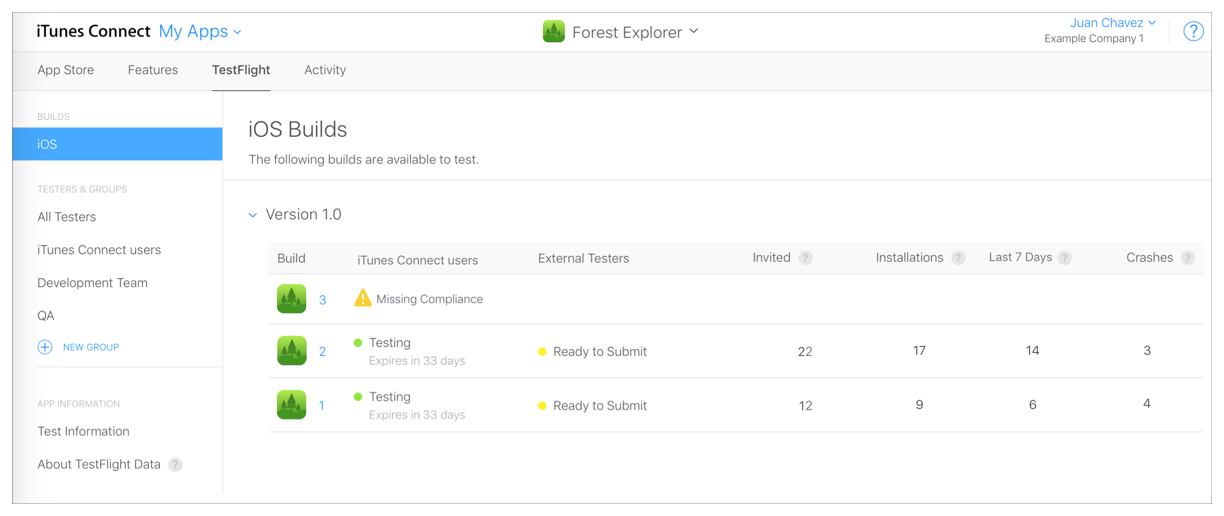 iTunes Connect My Apps
Forest Explorer
Juan Chavez
Example Company 1
?
App Store Features TestFlight Activity
BUILDS
iOS
TESTERS & GROUPS
All Testers
iTunes Connect users
Development Team
QA
NEW GROUP
APP INFORMATION
Test Information
About TestFlight Data ?
iOS Builds
The following builds are available to test.
Version 1.0
Build iTunes Connect users External Testers Invited ? Installations ? Last 7 Days ? Crashes ?
3 Missing Compliance
2 Testing Ready to Submit 22 17 14 3
Expires in 33 days
1 Testing Ready to Submit 12 9 6 4
Expires in 33 days